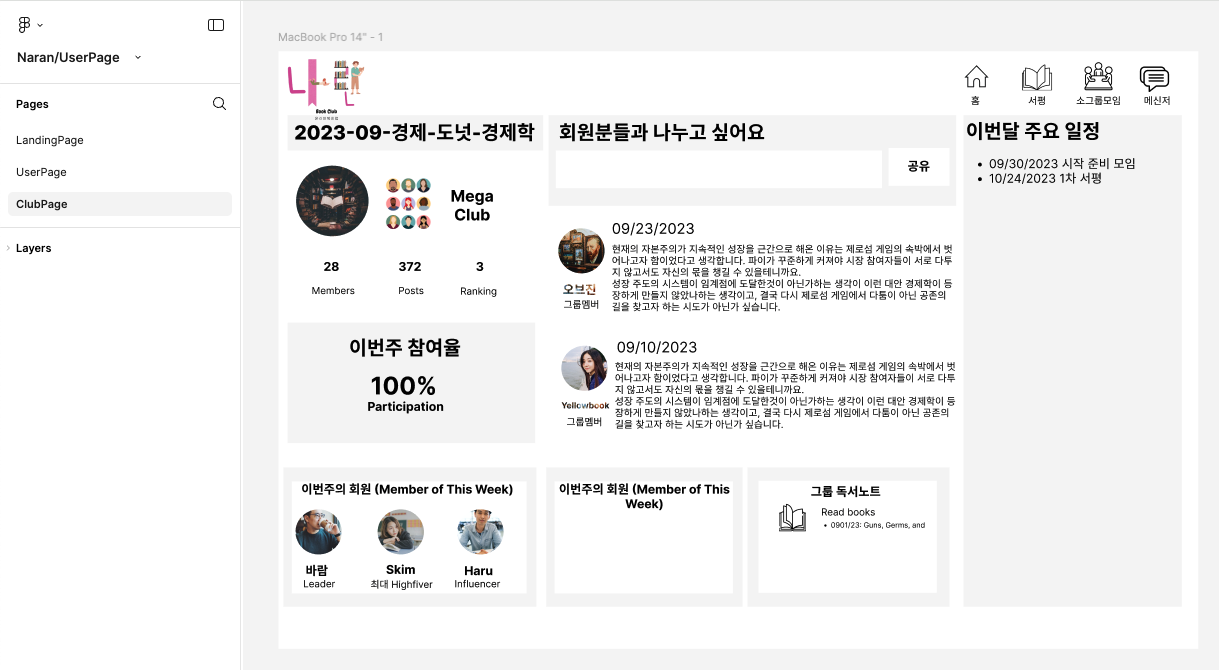 Naran/UserPage
Pages
LandingPage
UserPage
ClubPage
Layers
MacBook Pro 14" - 1
나란
Book Club
홈
서평
소그룹모임
메신저
2023-09-경제-도넛-경제학
Mega
Club
28
372
3
Members
Posts
Ranking
이번주 참여율
100%
Participation
회원분들과 나누고 싶어요
공유
09/23/2023
현재의 자본주의가 지속적인 성장을 근간으로 해온 이유는 제로섬 게임의 속박에서 벗
어나고자 함이었다고 생각합니다. 파이가 꾸준하게 커져야 시장 참여자들이 서로 다투
지 않고서도 자신의 몫을 챙길 수 있을테니까요.
성장 주도의 시스템이 임계점에 도달한것이 아닌가하는 생각이 이런 대안 경제학이 등
장하게 만들지 않았나하는 생각이고, 결국 다시 제로섬 게임에서 다툼이 아닌 공존의
길을 찾고자 하는 시도가 아닌가 싶습니다.
오브진
그룹멤버
09/10/2023
현재의 자본주의가 지속적인 성장을 근간으로 해온 이유는 제로섬 게임의 속박에서 벗
어나고자 함이었다고 생각합니다. 파이가 꾸준하게 커져야 시장 참여자들이 서로 다투
지 않고서도 자신의 몫을 챙길 수 있을테니까요.
성장 주도의 시스템이 임계점에 도달한것이 아닌가하는 생각이 이런 대안 경제학이 등
장하게 만들지 않았나하는 생각이고, 결국 다시 제로섬 게임에서 다툼이 아닌 공존의
길을 찾고자 하는 시도가 아닌가 싶습니다.
Yellowbook
그룹멤버
이번달 주요 일정
• 09/30/2023 시작 준비 모임
• 10/24/2023 1차 서평
이번주의 회원 (Member of This Week)
바람
Skim
Haru
Leader
최대 Highfiver
Influencer
이번주의 회원 (Member of This
Week)
그룹 독서노트
Read books
• 0901/23: Guns, Germs, and